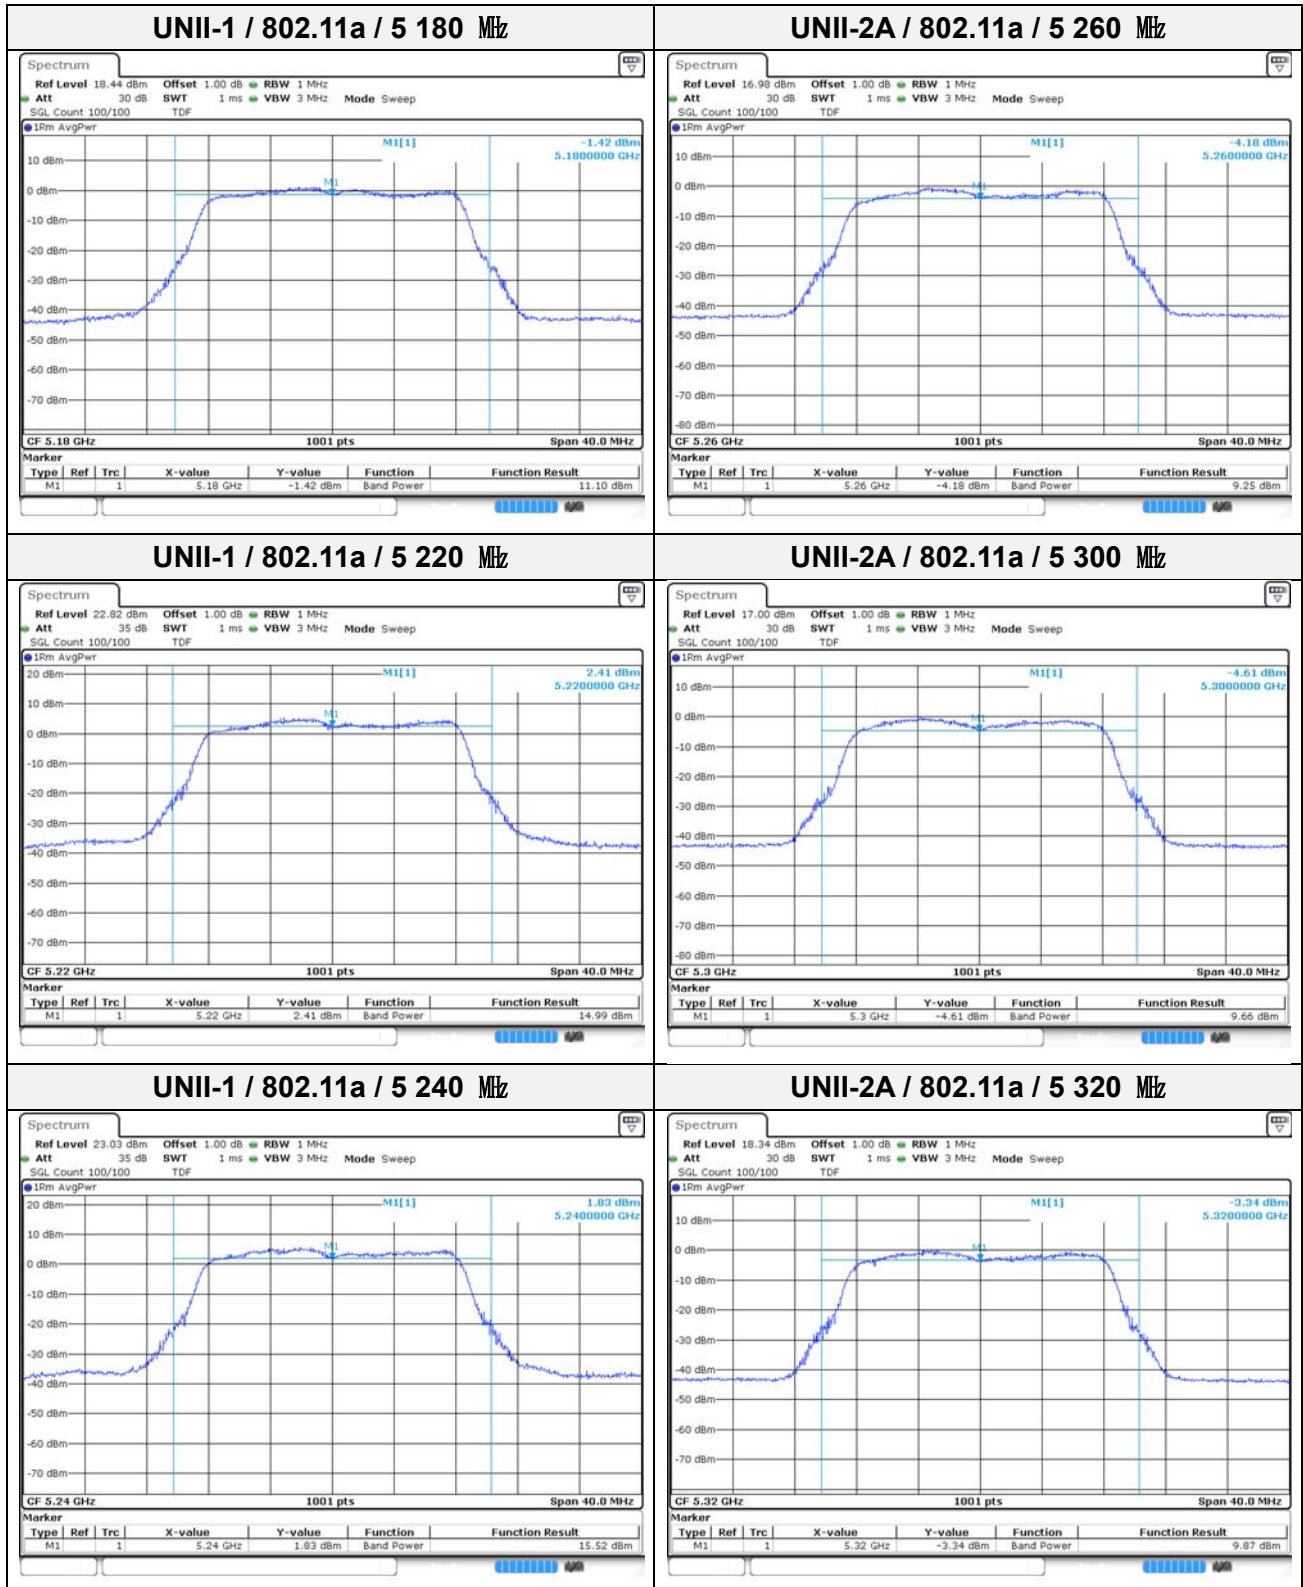 UNII-1 / 802.11a / 5 180 ㎒
Spectrum
Ref Level 18.44 dBm Offset 1.00 dB RBW 1 MHz
Att 30 dB SWT 1 ms VBW 3 MHz Mode Sweep
SGL Count 100/100 TDF
1Rm AvgPwr
M1[1] -1.42 dBm
5.1800000 GHz
10 dBm
M1
0 dBm
-10 dBm
-20 dBm
-30 dBm
-40 dBm
-50 dBm
-60 dBm
-70 dBm
CF 5.18 GHz 1001 pts Span 40.0 MHz
Marker
Type Ref Trc X-value Y-value Function Function Result
M1 1 5.18 GHz -1.42 dBm Band Power 11.10 dBm
UNII-2A / 802.11a / 5 260 ㎒
Spectrum
Ref Level 16.98 dBm Offset 1.00 dB RBW 1 MHz
Att 30 dB SWT 1 ms VBW 3 MHz Mode Sweep
SGL Count 100/100 TDF
1Rm AvgPwr
M1[1] -4.18 dBm
5.2600000 GHz
10 dBm
0 dBm
M1
-10 dBm
-20 dBm
-30 dBm
-40 dBm
-50 dBm
-60 dBm
-70 dBm
-80 dBm
CF 5.26 GHz 1001 pts Span 40.0 MHz
Marker
Type Ref Trc X-value Y-value Function Function Result
M1 1 5.26 GHz -4.18 dBm Band Power 9.25 dBm
UNII-1 / 802.11a / 5 220 ㎒
Spectrum
Ref Level 22.82 dBm Offset 1.00 dB RBW 1 MHz
Att 35 dB SWT 1 ms VBW 3 MHz Mode Sweep
SGL Count 100/100 TDF
1Rm AvgPwr
20 dBm M1[1] 2.41 dBm
5.2200000 GHz
10 dBm
M1
0 dBm
-10 dBm
-20 dBm
-30 dBm
-40 dBm
-50 dBm
-60 dBm
-70 dBm
CF 5.22 GHz 1001 pts Span 40.0 MHz
Marker
Type Ref Trc X-value Y-value Function Function Result
M1 1 5.22 GHz 2.41 dBm Band Power 14.99 dBm
UNII-2A / 802.11a / 5 300 ㎒
Spectrum
Ref Level 17.00 dBm Offset 1.00 dB RBW 1 MHz
Att 30 dB SWT 1 ms VBW 3 MHz Mode Sweep
SGL Count 100/100 TDF
1Rm AvgPwr
M1[1] -4.61 dBm
5.3000000 GHz
10 dBm
0 dBm
M1
-10 dBm
-20 dBm
-30 dBm
-40 dBm
-50 dBm
-60 dBm
-70 dBm
-80 dBm
CF 5.3 GHz 1001 pts Span 40.0 MHz
Marker
Type Ref Trc X-value Y-value Function Function Result
M1 1 5.3 GHz -4.61 dBm Band Power 9.66 dBm
UNII-1 / 802.11a / 5 240 ㎒
Spectrum
Ref Level 23.03 dBm Offset 1.00 dB RBW 1 MHz
Att 35 dB SWT 1 ms VBW 3 MHz Mode Sweep
SGL Count 100/100 TDF
1Rm AvgPwr
20 dBm M1[1] 1.83 dBm
5.2400000 GHz
10 dBm
M1
0 dBm
-10 dBm
-20 dBm
-30 dBm
-40 dBm
-50 dBm
-60 dBm
-70 dBm
CF 5.24 GHz 1001 pts Span 40.0 MHz
Marker
Type Ref Trc X-value Y-value Function Function Result
M1 1 5.24 GHz 1.83 dBm Band Power 15.52 dBm
UNII-2A / 802.11a / 5 320 ㎒
Spectrum
Ref Level 18.34 dBm Offset 1.00 dB RBW 1 MHz
Att 30 dB SWT 1 ms VBW 3 MHz Mode Sweep
SGL Count 100/100 TDF
1Rm AvgPwr
M1[1] -3.34 dBm
5.3200000 GHz
10 dBm
0 dBm
M1
-10 dBm
-20 dBm
-30 dBm
-40 dBm
-50 dBm
-60 dBm
-70 dBm
CF 5.32 GHz 1001 pts Span 40.0 MHz
Marker
Type Ref Trc X-value Y-value Function Function Result
M1 1 5.32 GHz -3.34 dBm Band Power 9.87 dBm